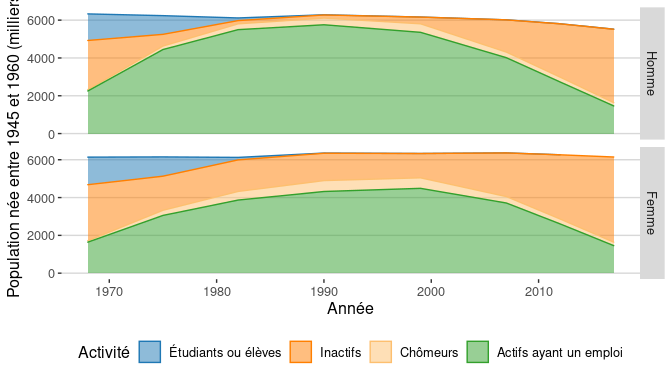 Population née entre 1945 et 1960 (milliers
6000
4000
2000
0
Homme
6000
4000
2000
0
Femme
1970 1980 1990 2000 2010
Année
Activité Étudiants ou élèves Inactifs Chômeurs Actifs ayant un emploi